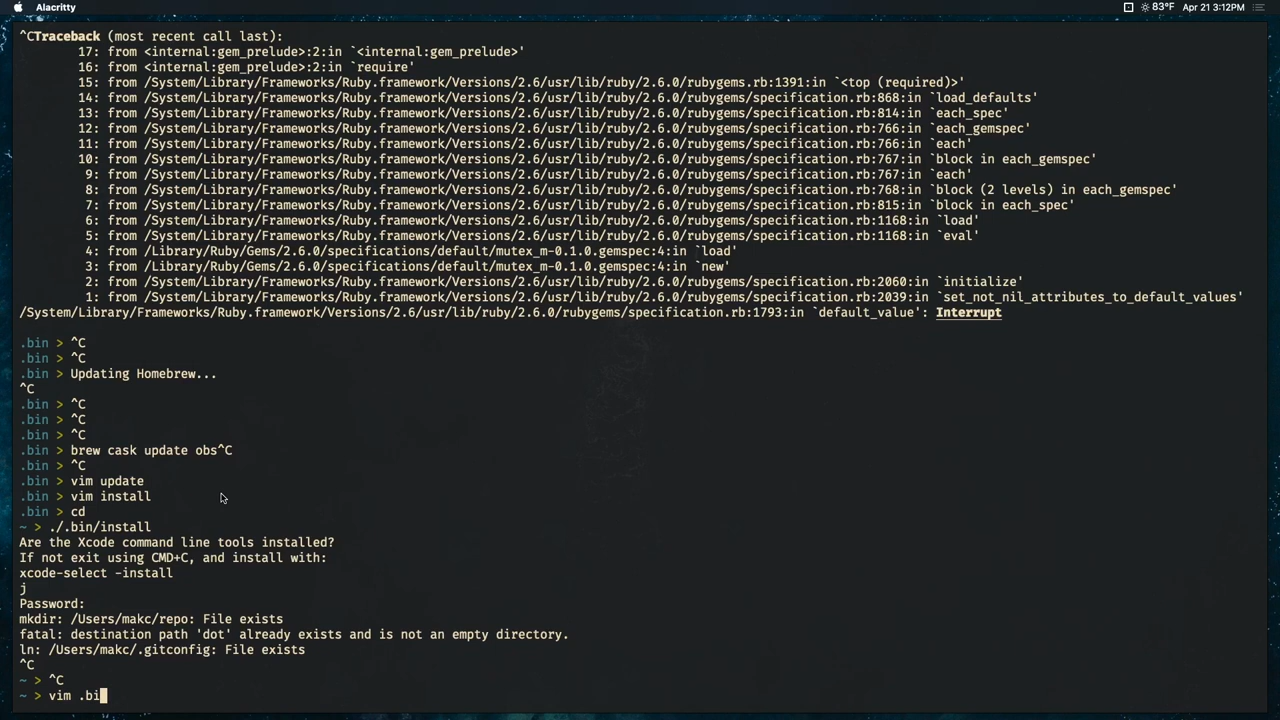 Alacritty
83°F Apr 21 3:12PM
^CTraceback (most recent call last):
17: from <internal:gem_prelude>:2:in `<internal:gem_prelude>'
16: from <internal:gem_prelude>:2:in `require'
15: from /System/Library/Frameworks/Ruby.framework/Versions/2.6/usr/lib/ruby/2.6.0/rubygems.rb:1391:in `<top (required)>'
14: from /System/Library/Frameworks/Ruby.framework/Versions/2.6/usr/lib/ruby/2.6.0/rubygems/specification.rb:868:in `load_defaults'
13: from /System/Library/Frameworks/Ruby.framework/Versions/2.6/usr/lib/ruby/2.6.0/rubygems/specification.rb:814:in `each_spec'
12: from /System/Library/Frameworks/Ruby.framework/Versions/2.6/usr/lib/ruby/2.6.0/rubygems/specification.rb:766:in `each_gemspec'
11: from /System/Library/Frameworks/Ruby.framework/Versions/2.6/usr/lib/ruby/2.6.0/rubygems/specification.rb:766:in `each'
10: from /System/Library/Frameworks/Ruby.framework/Versions/2.6/usr/lib/ruby/2.6.0/rubygems/specification.rb:767:in `block in each_gemspec'
9: from /System/Library/Frameworks/Ruby.framework/Versions/2.6/usr/lib/ruby/2.6.0/rubygems/specification.rb:767:in `each'
8: from /System/Library/Frameworks/Ruby.framework/Versions/2.6/usr/lib/ruby/2.6.0/rubygems/specification.rb:768:in `block (2 levels) in each_gemspec'
7: from /System/Library/Frameworks/Ruby.framework/Versions/2.6/usr/lib/ruby/2.6.0/rubygems/specification.rb:815:in `block in each_spec'
6: from /System/Library/Frameworks/Ruby.framework/Versions/2.6/usr/lib/ruby/2.6.0/rubygems/specification.rb:1168:in `load'
5: from /System/Library/Frameworks/Ruby.framework/Versions/2.6/usr/lib/ruby/2.6.0/rubygems/specification.rb:1168:in `eval'
4: from /Library/Ruby/Gems/2.6.0/specifications/default/mutex_m-0.1.0.gemspec:4:in `load'
3: from /Library/Ruby/Gems/2.6.0/specifications/default/mutex_m-0.1.0.gemspec:4:in `new'
2: from /System/Library/Frameworks/Ruby.framework/Versions/2.6/usr/lib/ruby/2.6.0/rubygems/specification.rb:2060:in `initialize'
1: from /System/Library/Frameworks/Ruby.framework/Versions/2.6/usr/lib/ruby/2.6.0/rubygems/specification.rb:2039:in `set_not_nil_attributes_to_default_values'
/System/Library/Frameworks/Ruby.framework/Versions/2.6/usr/lib/ruby/2.6.0/rubygems/specification.rb:1793:in `default_value': Interrupt
.bin > ^C
.bin > ^C
.bin > Updating Homebrew...
^C
.bin > ^C
.bin > ^C
.bin > ^C
.bin > brew cask update obs^C
.bin > ^C
.bin > vim update
.bin > vim install
.bin > cd
~ > ./.bin/install
Are the Xcode command line tools installed?
If not exit using CMD+C, and install with:
xcode-select -install
j
Password:
mkdir: /Users/makc/repo: File exists
fatal: destination path 'dot' already exists and is not an empty directory.
ln: /Users/makc/.gitconfig: File exists
^C
~ > ^C
~ > vim .bi